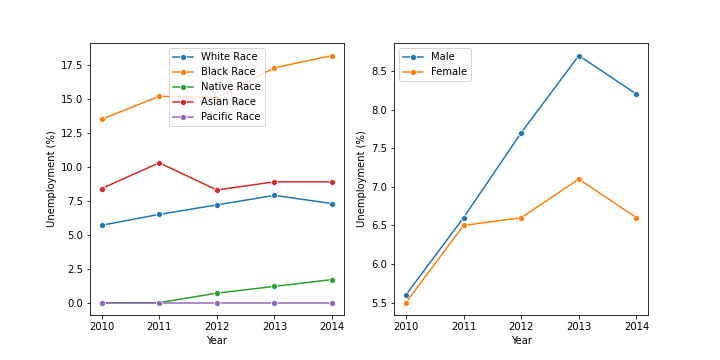 White Race
Black Race
Native Race
Asian Race
Pacific Race
17.5
15.0
12.5
10.0
7.5
5.0
2.5
0.0
Unemployment (%)
2010 2011 2012 2013 2014
Year
Male
Female
8.5
8.0
7.5
7.0
6.5
6.0
5.5
Unemployment (%)
2010 2011 2012 2013 2014
Year